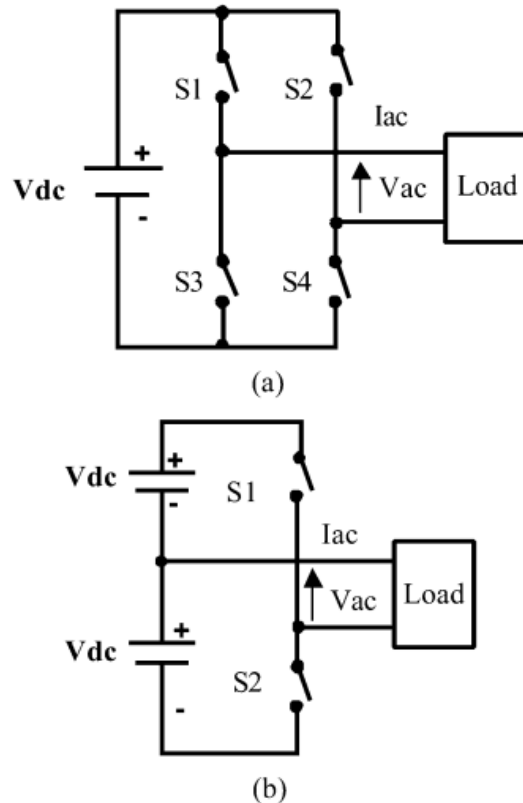 S1
S2
Iac
+
Vdc
Vac
Load
-
S3
S4
(a)
+
Vdc
-
S1
Iac
Vac
Load
+
Vdc
S2
-
(b)